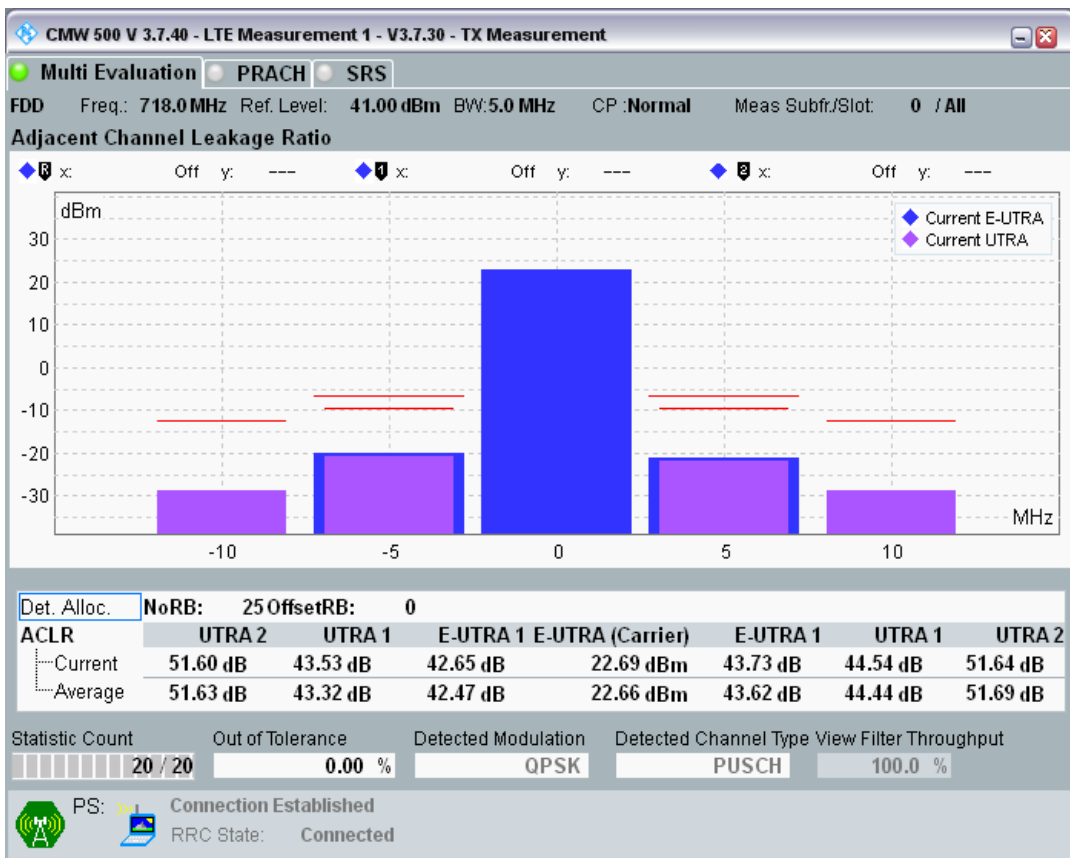 CMW 500 V 3.7.40 - LTE Measurement 1 - V3.7.30 - TX Measurement
Multi Evaluation PRACH SRS
FDD Freq.: 718.0 MHz Ref. Level: 41.00 dBm BW:5.0 MHz CP :Normal Meas Subfr./Slot: 0 / All
Adjacent Channel Leakage Ratio
R x: Off y: --- 1 x: Off y: --- 2 x: Off y: ---
dBm
Current E-UTRA
Current UTRA
30
20
10
0
-10
-20
-30
MHz
-10 -5 0 5 10
Det. Alloc. NoRB: 25 OffsetRB: 0
ACLR UTRA 2 UTRA 1 E-UTRA 1 E-UTRA (Carrier) E-UTRA 1 UTRA 1 UTRA 2
Current 51.60 dB 43.53 dB 42.65 dB 22.69 dBm 43.73 dB 44.54 dB 51.64 dB
Average 51.63 dB 43.32 dB 42.47 dB 22.66 dBm 43.62 dB 44.44 dB 51.69 dB
Statistic Count Out of Tolerance Detected Modulation Detected Channel Type View Filter Throughput
20 / 20 0.00 % QPSK PUSCH 100.0 %
PS: Connection Established
RRC State: Connected